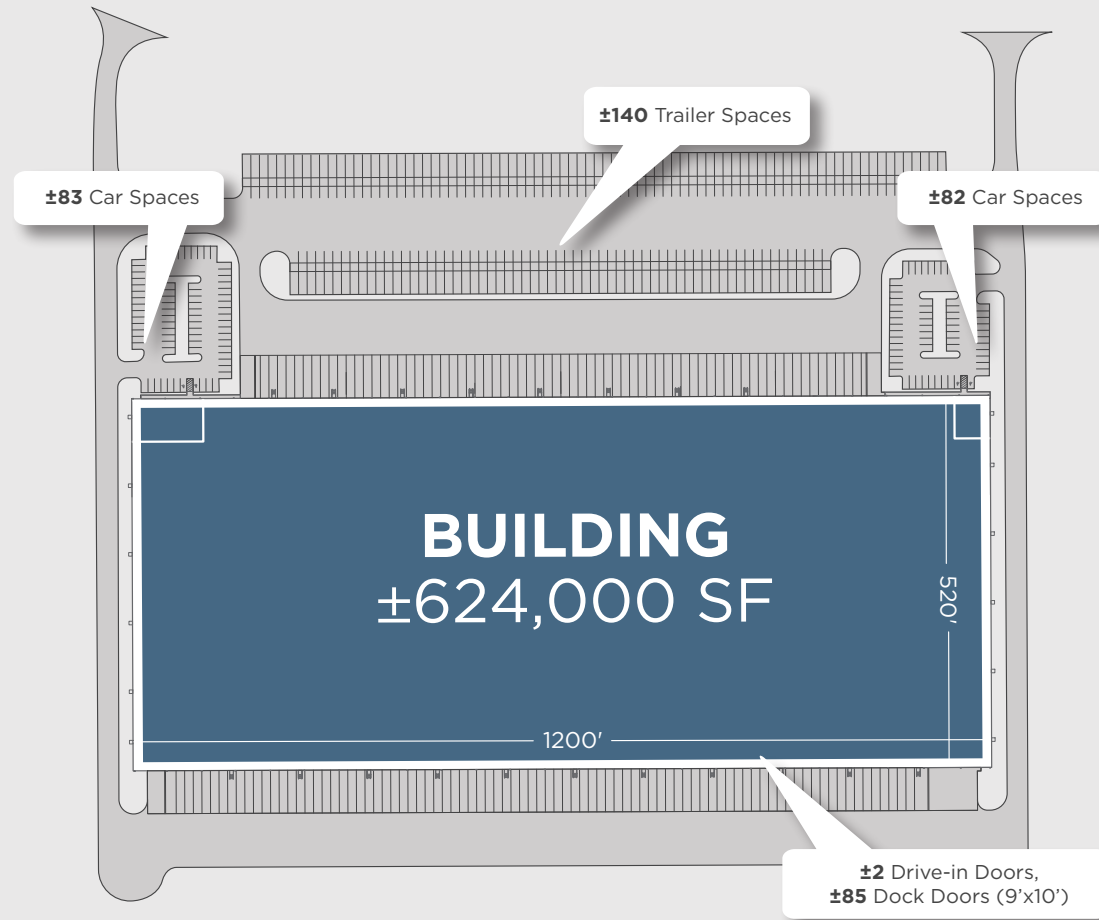 ±140 Trailer Spaces
±83 Car Spaces
±82 Car Spaces
BUILDING
±624,000 SF
520'
1200'
±2 Drive-in Doors,
±85 Dock Doors (9’x10’)